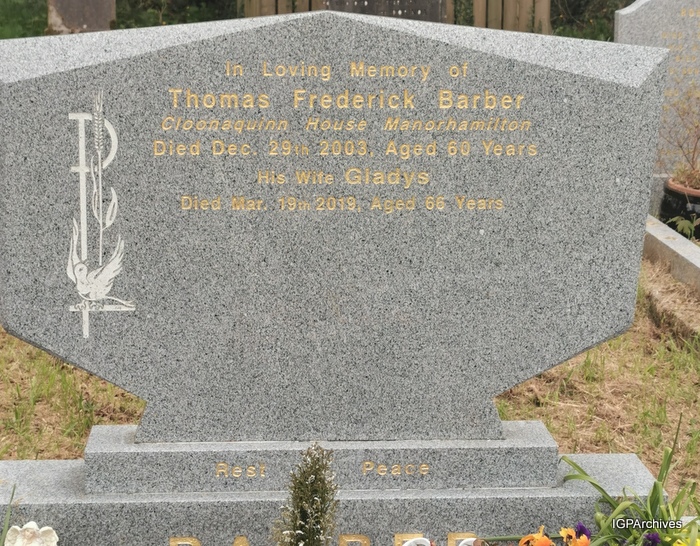 In Loving Memory of
Thomas Frederick Barber
Cloonaquinn House Manorhamilton
Died Dec. 29th 2003, Aged 60 Years
His Wife Gladys
Died Mar. 19th 2019, Aged 66 Years
Rest Peace
IGPArchives